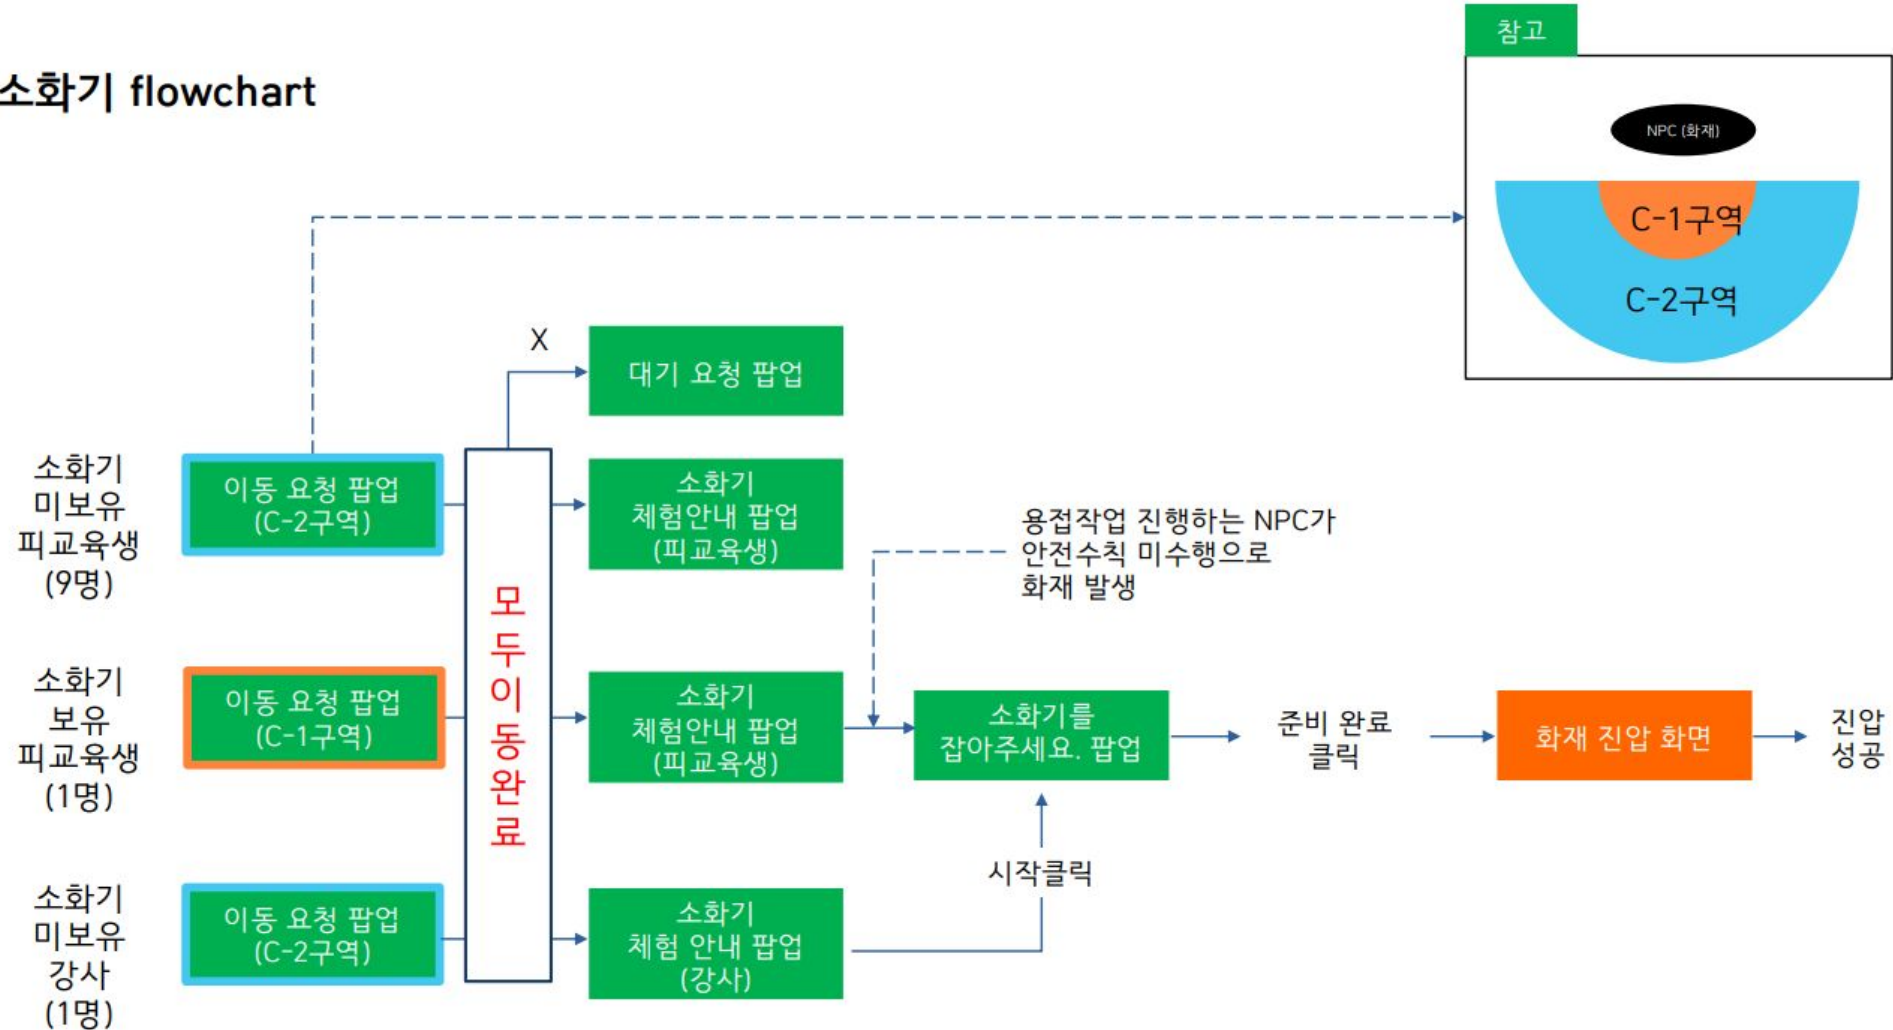 참고
소화기 flowchart
NPC (화재)
C-1구역
C-2구역
X
대기 요청 팝업
소화기
미보유
피교육생
(9명)
이동 요청 팝업
(C-2구역)
소화기
체험안내 팝업
(피교육생)
용접작업 진행하는 NPC가
안전수칙 미수행으로
화재 발생
모
두
이
동
완
료
소화기
보유
피교육생
(1명)
이동 요청 팝업
(C-1구역)
소화기
체험안내 팝업
(피교육생)
소화기를
잡아주세요. 팝업
준비 완료
클릭
화재 진압 화면
진압
성공
시작클릭
소화기
미보유
강사
(1명)
이동 요청 팝업
(C-2구역)
소화기
체험 안내 팝업
(강사)